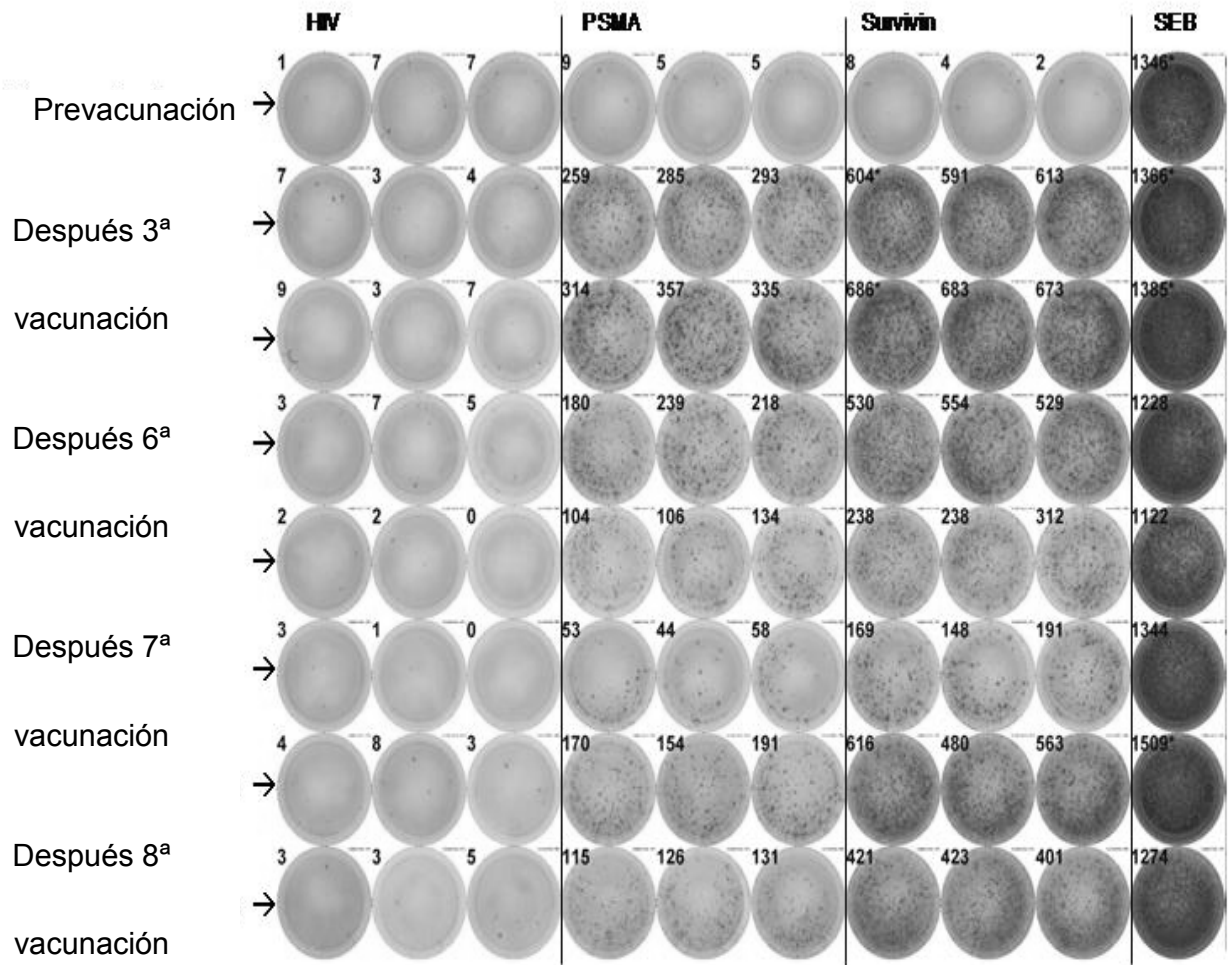 HIV PSMA Survivin SEB
1 7 7 9 5 5 8 4 2 1346*
Prevacunación →
7 3 4 259 285 293 604* 591 613 1366*
Después 3ª →
9 3 7 314 357 335 686* 683 673 1385*
vacunación →
3 7 5 180 239 218 530 554 529 1228
Después 6ª →
2 2 0 104 106 134 238 238 312 1122
vacunación →
3 1 0 53 44 58 169 148 191 1344
Después 7ª →
vacunación
4 8 3 170 154 191 616 480 563 1509*
→
Después 8ª
3 3 5 115 126 131 421 423 401 1274
→
vacunación